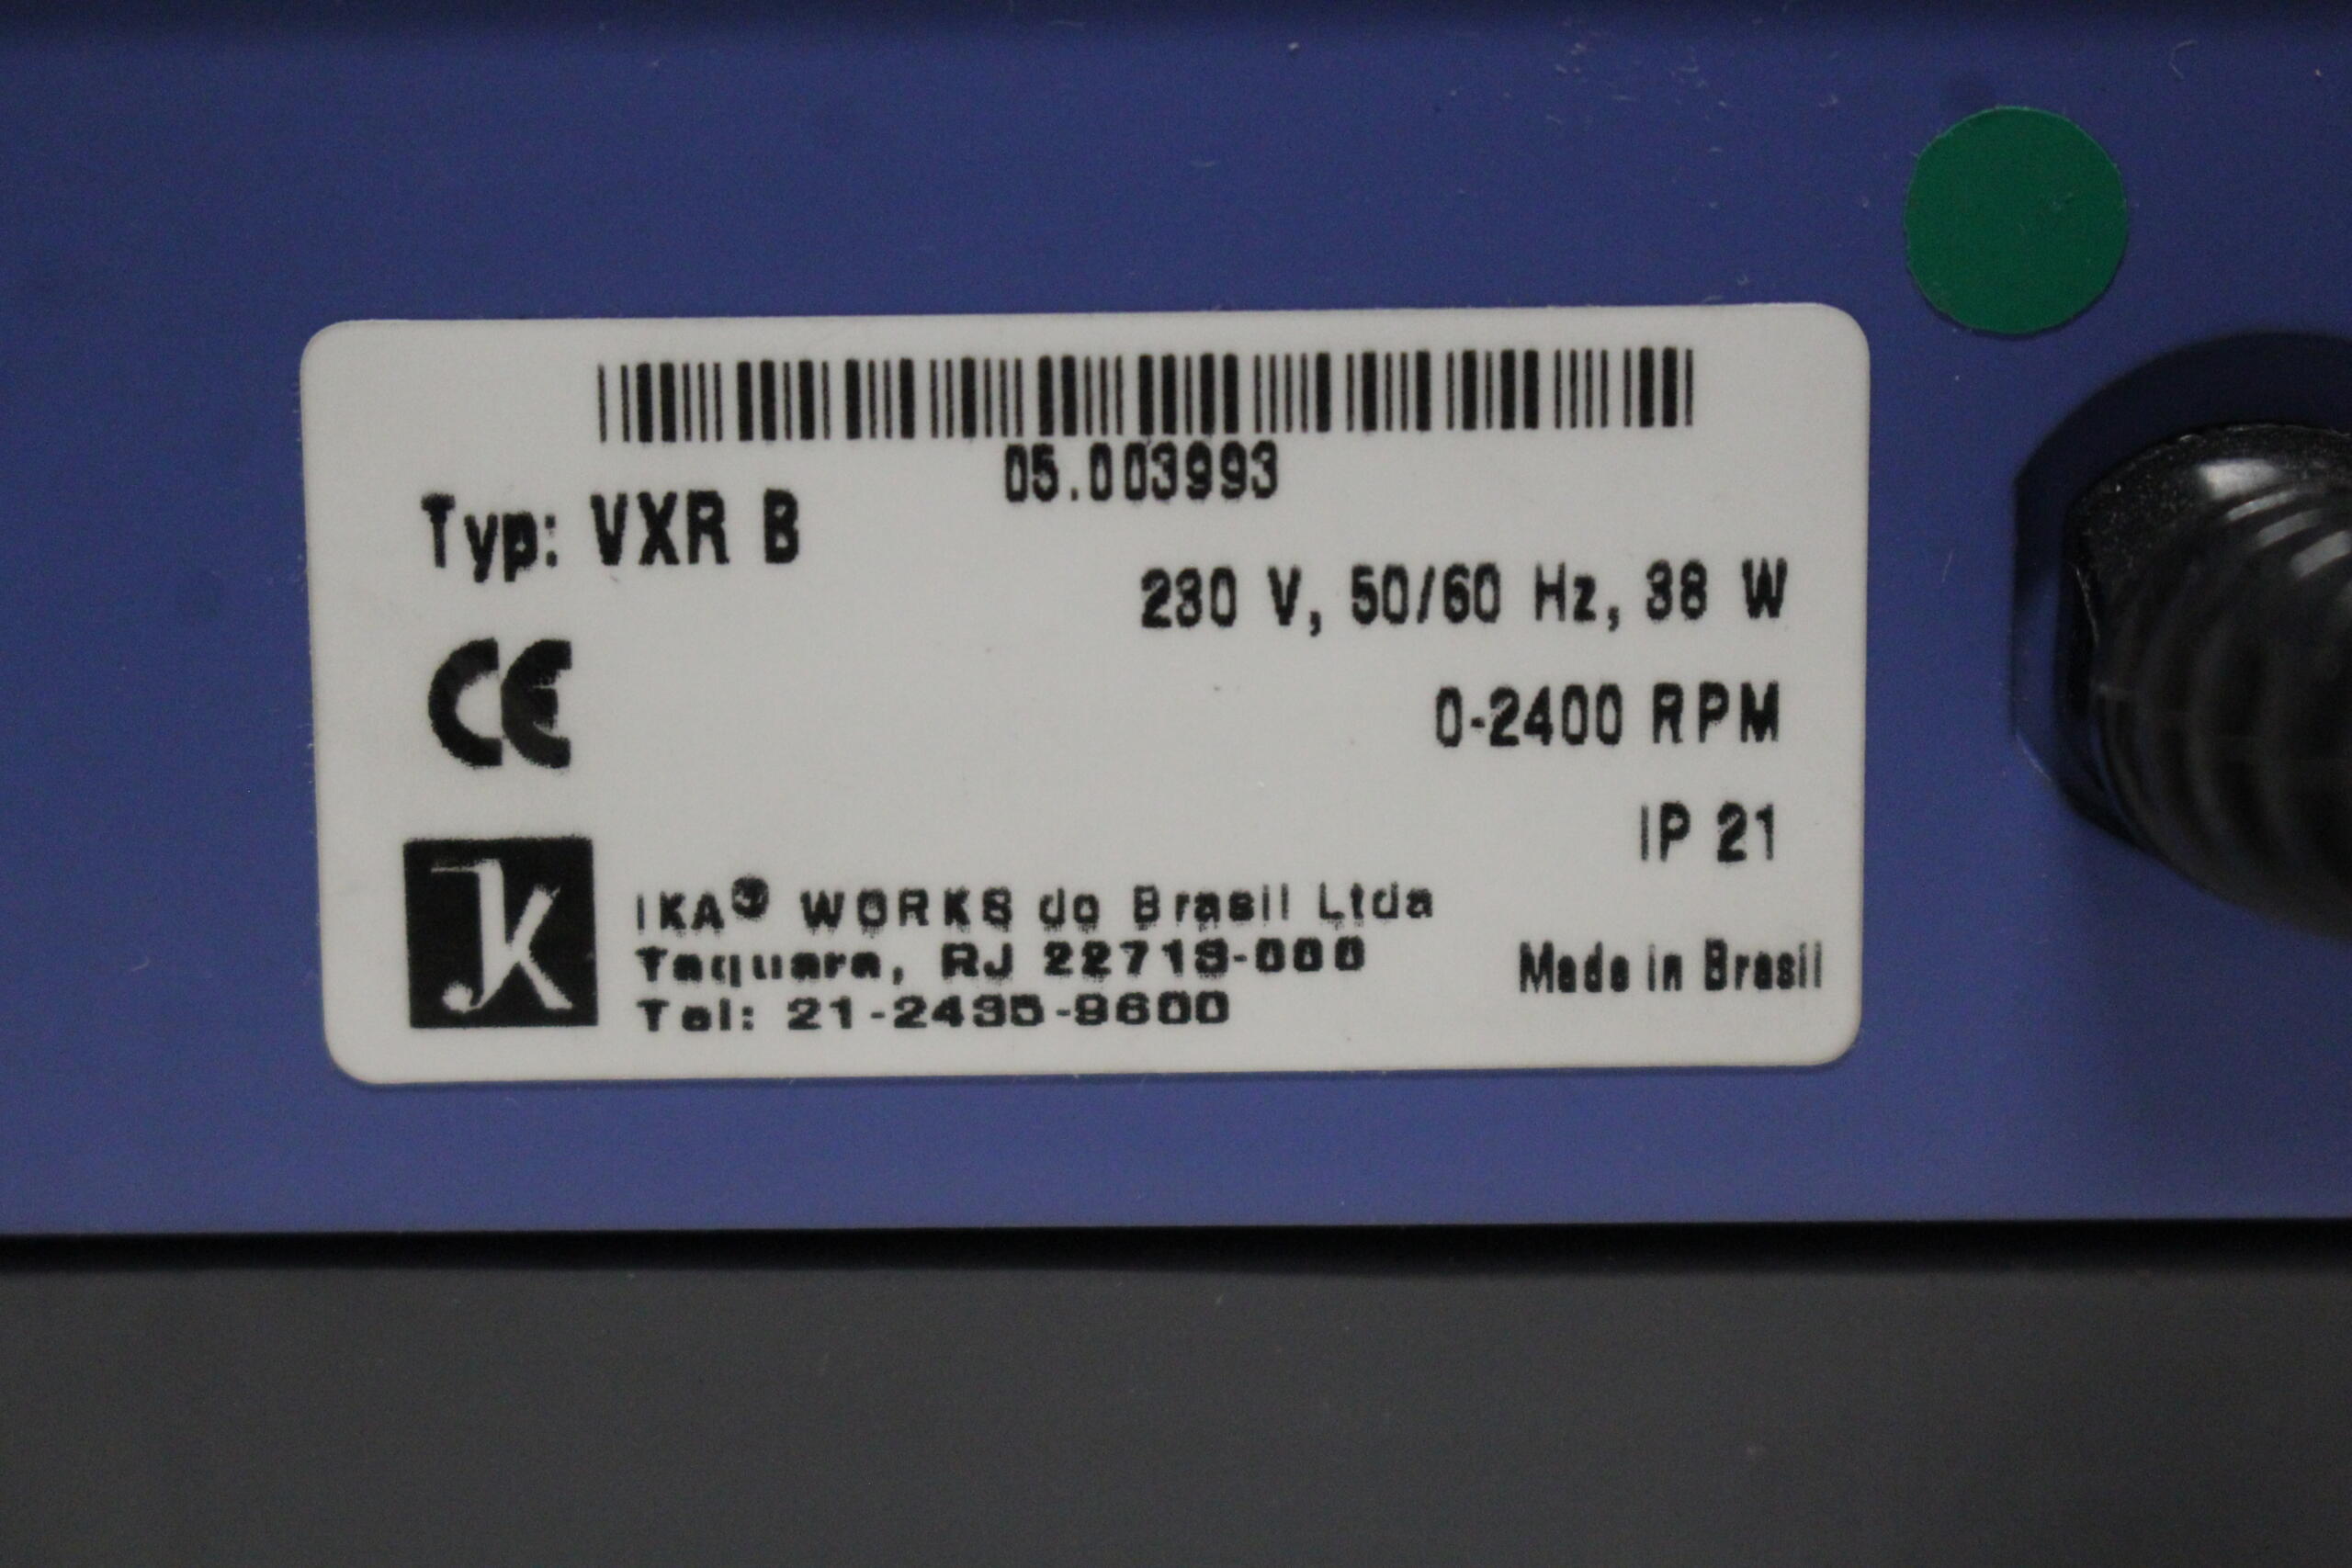 05.003993
Typ: VXR B
230 V, 50/60 Hz, 38 W
CE
0-2400 RPM
IP 21
IKA® WORKS do Brasil Ltda
Taquara, RJ 22713-000
Made in Brasil
Tel: 21-2435-9600